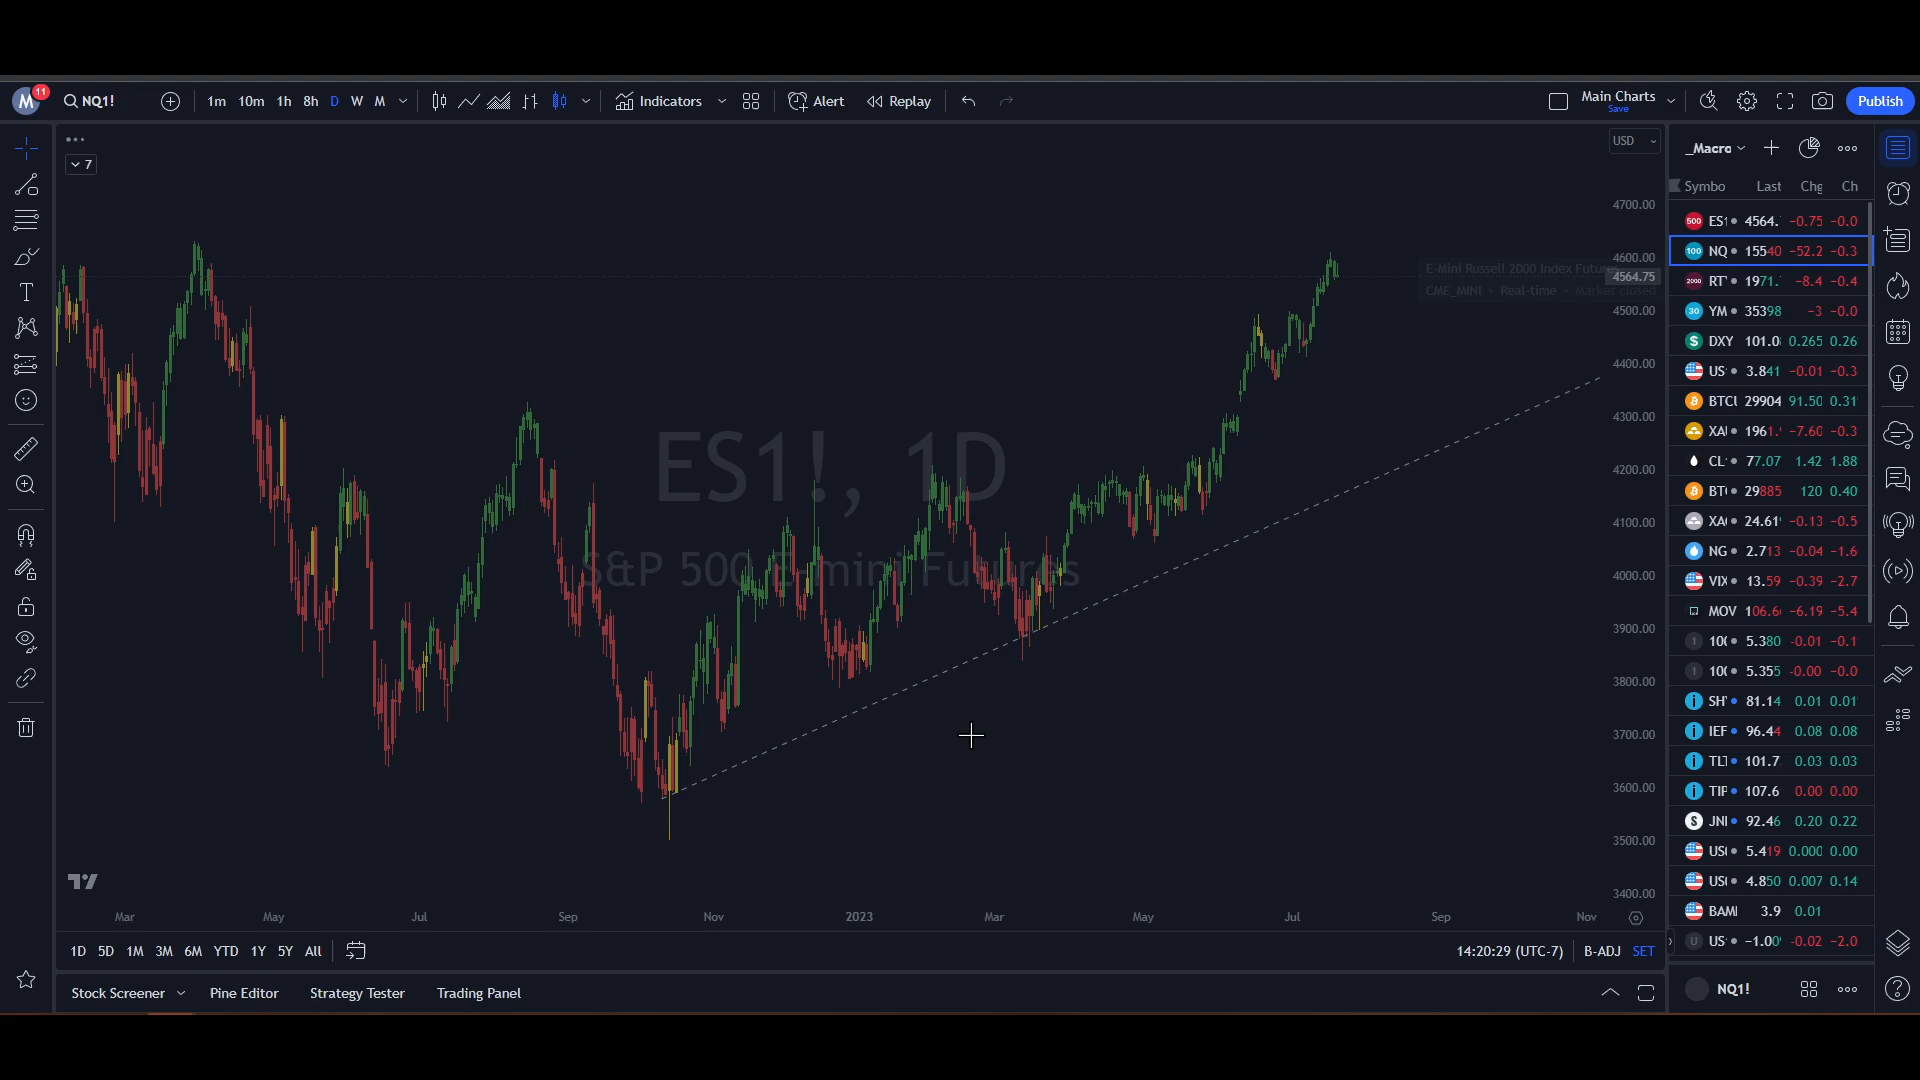 M 11 NQ1! 1m 10m 1h 8h D W M Indicators Alert Replay Main Charts Save Publish
7
USD
_Macro
Symbo Last Chg Ch
ES1 4564. −0.75 −0.0
NQ 15540 −52.2 −0.3
RT 1971. −8.4 −0.4
YM 35398 −3 −0.0
DXY 101.0 0.265 0.26
US 3.841 −0.01 −0.3
BTCU 29904 91.50 0.31
XAU 1961. −7.60 −0.3
CL 77.07 1.42 1.88
BT 29885 120 0.40
XA 24.61 −0.13 −0.5
NG 2.713 −0.04 −1.6
VIX 13.59 −0.39 −2.7
MOV 106.6 −6.19 −5.4
10 5.380 −0.01 −0.1
10 5.355 −0.00 −0.0
SH 81.14 0.01 0.01
IEF 96.44 0.08 0.08
TL 101.7 0.03 0.03
TIP 107.6 0.00 0.00
JN 92.46 0.20 0.22
US 5.419 0.000 0.00
US 4.850 0.007 0.14
BAM 3.9 0.01
US −1.00 −0.02 −2.0
NQ1!
ES1!, 1D
S&P 500 E-mini Futures
E-Mini Russell 2000 Index Futu
CME_MINI • Real-time • Market closed
4700.00
4600.00
4564.75
4500.00
4400.00
4300.00
4200.00
4100.00
4000.00
3900.00
3800.00
3700.00
3600.00
3500.00
3400.00
Mar May Jul Sep Nov 2023 Mar May Jul Sep Nov
1D 5D 1M 3M 6M YTD 1Y 5Y All 14:20:29 (UTC-7) B-ADJ SET
Stock Screener Pine Editor Strategy Tester Trading Panel